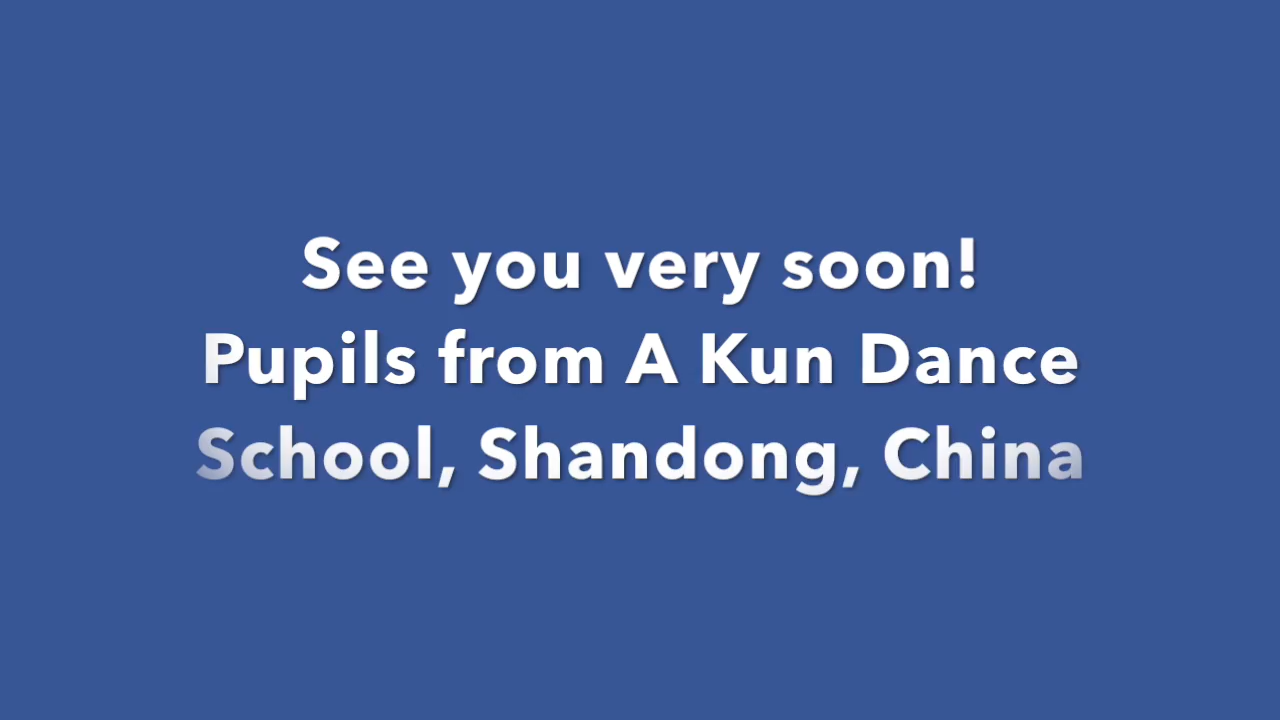 See you very soon!
Pupils from A Kun Dance
School, Shandong, China